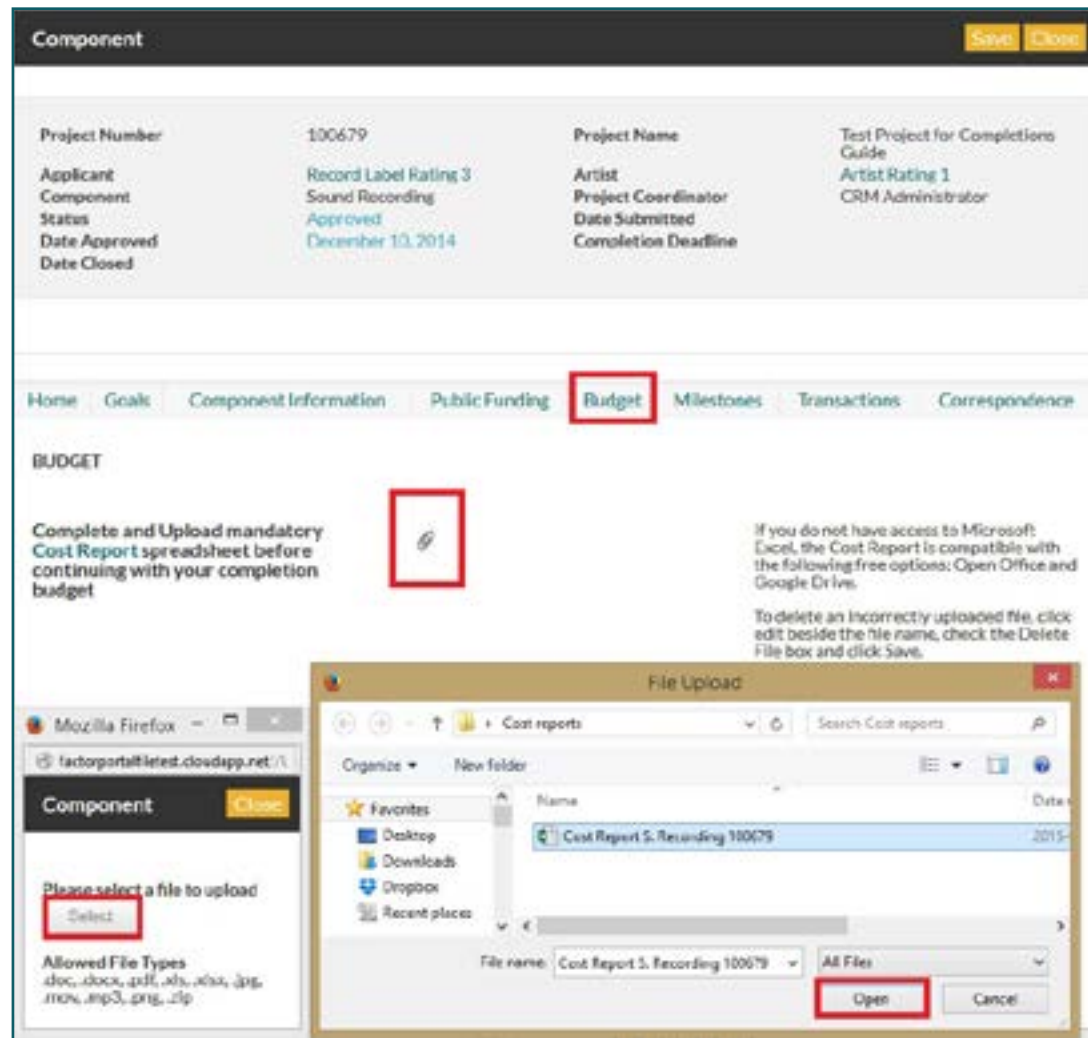 Component
Save Close
Project Number 100679 Project Name Test Project for Completions
Guide
Applicant Record Label Rating 3 Artist Artist Rating 1
Component Sound Recording Project Coordinator CRM Administrator
Status Approved Date Submitted
Date Approved December 10, 2014 Completion Deadline
Date Closed
Home Goals Component Information Public Funding Budget Milestones Transactions Correspondence
BUDGET
Complete and Upload mandatory
Cost Report spreadsheet before
continuing with your completion
budget
If you do not have access to Microsoft
Excel, the Cost Report is compatible with
the following free options: Open Office and
Google Drive.
To delete an incorrectly uploaded file, click
edit beside the file name, check the Delete
File box and click Save.
Mozilla Firefox
factorportalfiletest.cloudapp.net
Component Close
Please select a file to upload
Select
Allowed File Types
.doc, .docx, .pdf, .xls, .xlsx, .jpg,
.mov, .mp3, .png, .zip
File Upload
Cost reports Search Cost reports
Organize New folder
Favorites
Desktop
Downloads
Dropbox
Recent places
Name
Cost Report S. Recording 100679
File name: Cost Report S. Recording 100679 All Files
Open Cancel